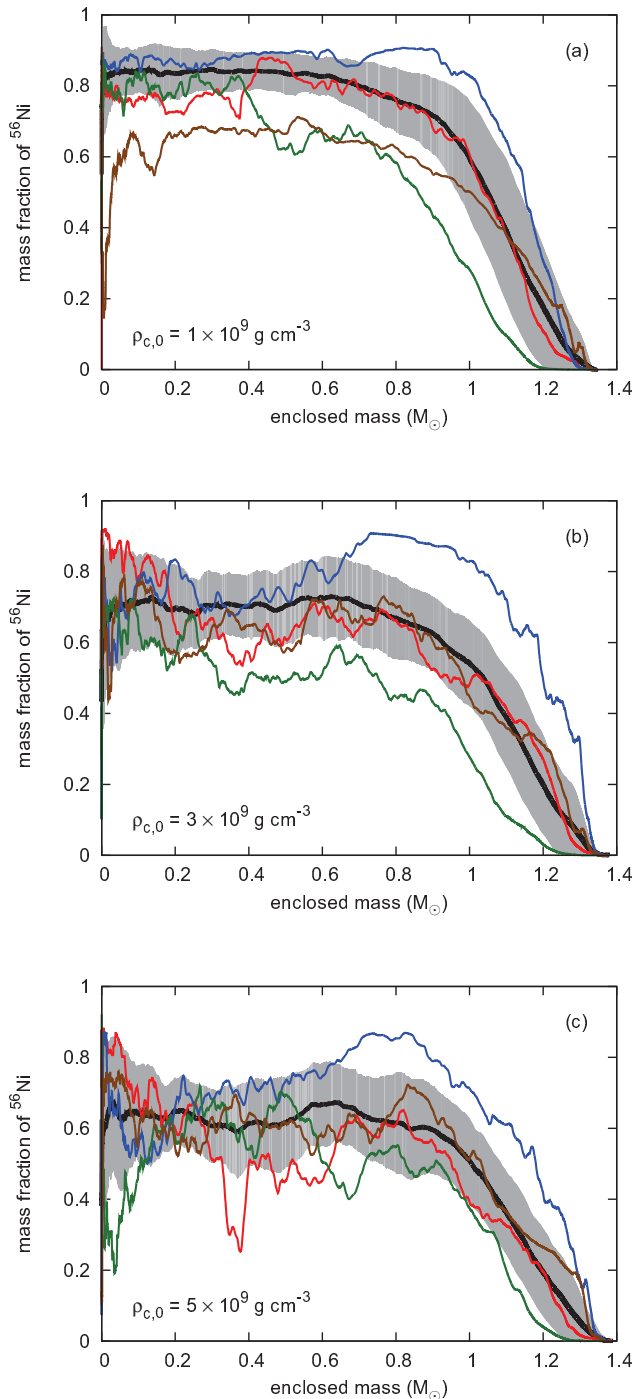 1
(a)
0.8
0.6
0.4
0.2
0
mass fraction of ⁵⁶Ni
ρc,0 = 1 × 10⁹ g cm⁻³
0 0.2 0.4 0.6 0.8 1 1.2 1.4
enclosed mass (M☉)
1
(b)
0.8
0.6
0.4
0.2
0
mass fraction of ⁵⁶Ni
ρc,0 = 3 × 10⁹ g cm⁻³
0 0.2 0.4 0.6 0.8 1 1.2 1.4
enclosed mass (M☉)
1
(c)
0.8
0.6
0.4
0.2
0
mass fraction of ⁵⁶Ni
ρc,0 = 5 × 10⁹ g cm⁻³
0 0.2 0.4 0.6 0.8 1 1.2 1.4
enclosed mass (M☉)